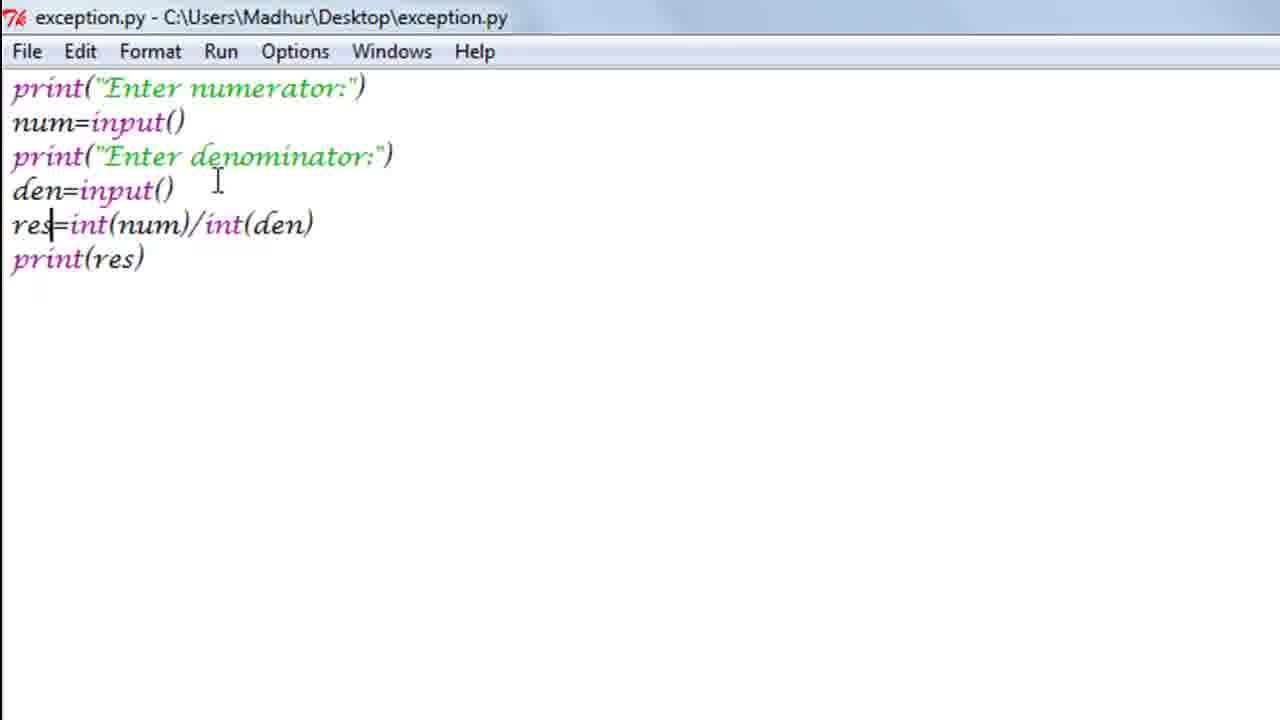 exception.py - C:\Users\Madhur\Desktop\exception.py
File Edit Format Run Options Windows Help
print("Enter numerator:")
num=input()
print("Enter denominator:")
den=input()
res=int(num)/int(den)
print(res)